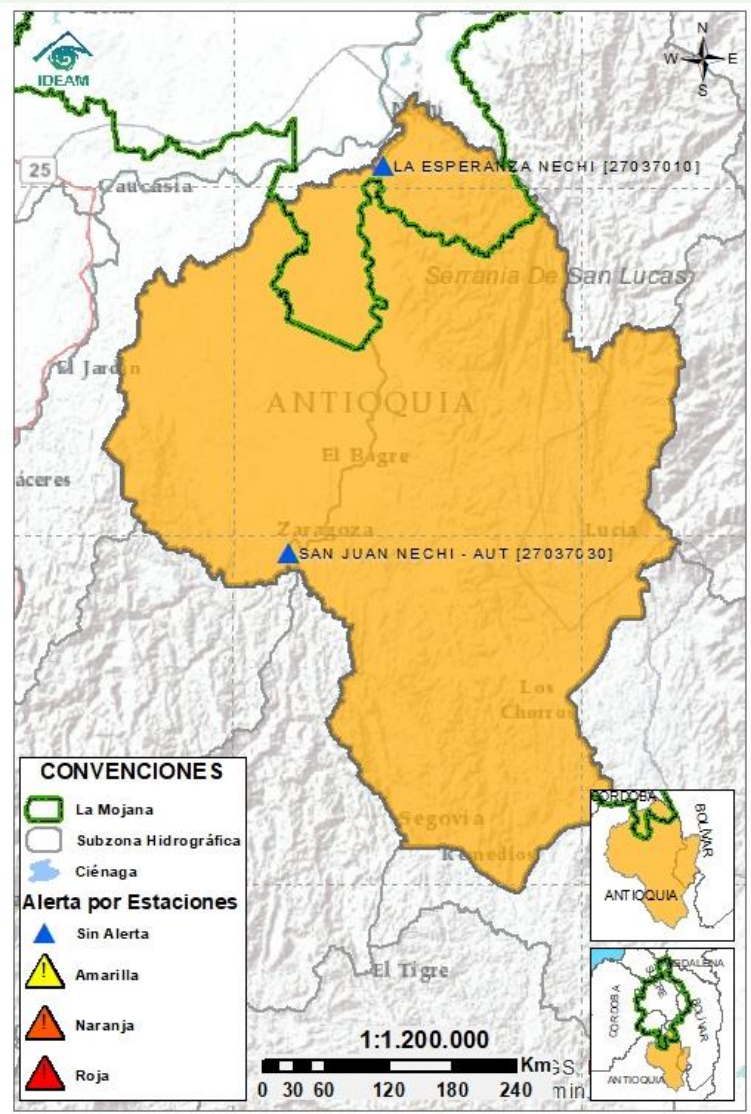 IDEAM
N
W E
S
LA ESPERANZA NECHI [27037010]
25
Caucasia
Serrania De San Lucas
El Jardin
ANTIOQUIA
El Bagre
áceres
Zaragoza
Lucia
SAN JUAN NECHI - AUT [27037030]
Los
Chorros
Segovia
Remedios
El Tigre
CONVENCIONES
La Mojana
Subzona Hidrográfica
Ciénaga
Alerta por Estaciones
Sin Alerta
Amarilla
Naranja
Roja
1:1.200.000
Km
0 30 60 120 180 240
CORDOBA
BOLÍVAR
ANTIOQUIA
CORDOBA
BOLÍVAR
ANTIOQUIA